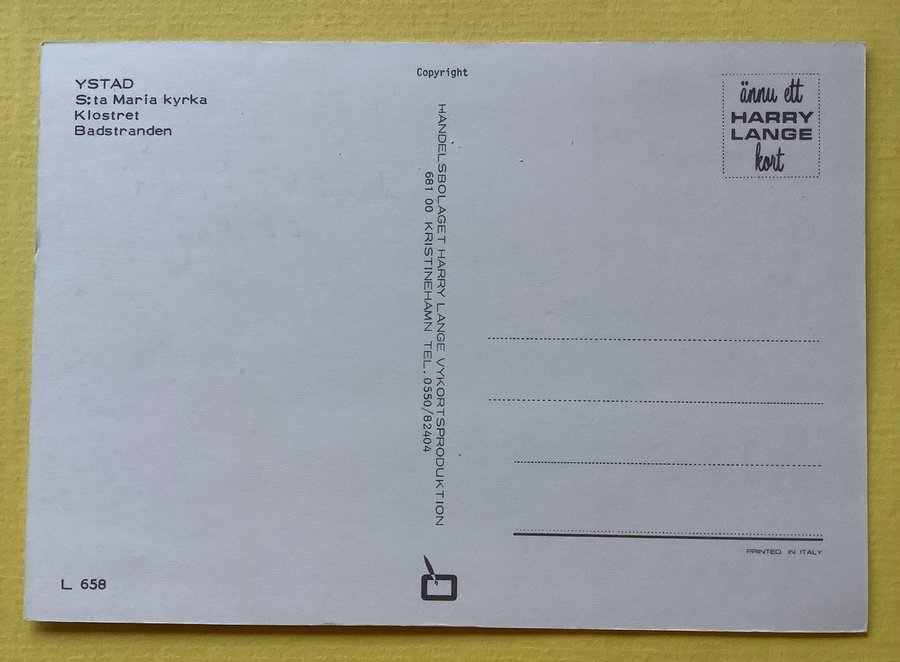 YSTAD
S:ta Maria kyrka
Klostret
Badstranden
Copyright
HANDELSBOLAGET HARRY LANGE VYKORTSPRODUKTION
681 00 KRISTINEHAMN TEL. 0550/82404
ännu ett
HARRY
LANGE
kort
PRINTED IN ITALY
L 658